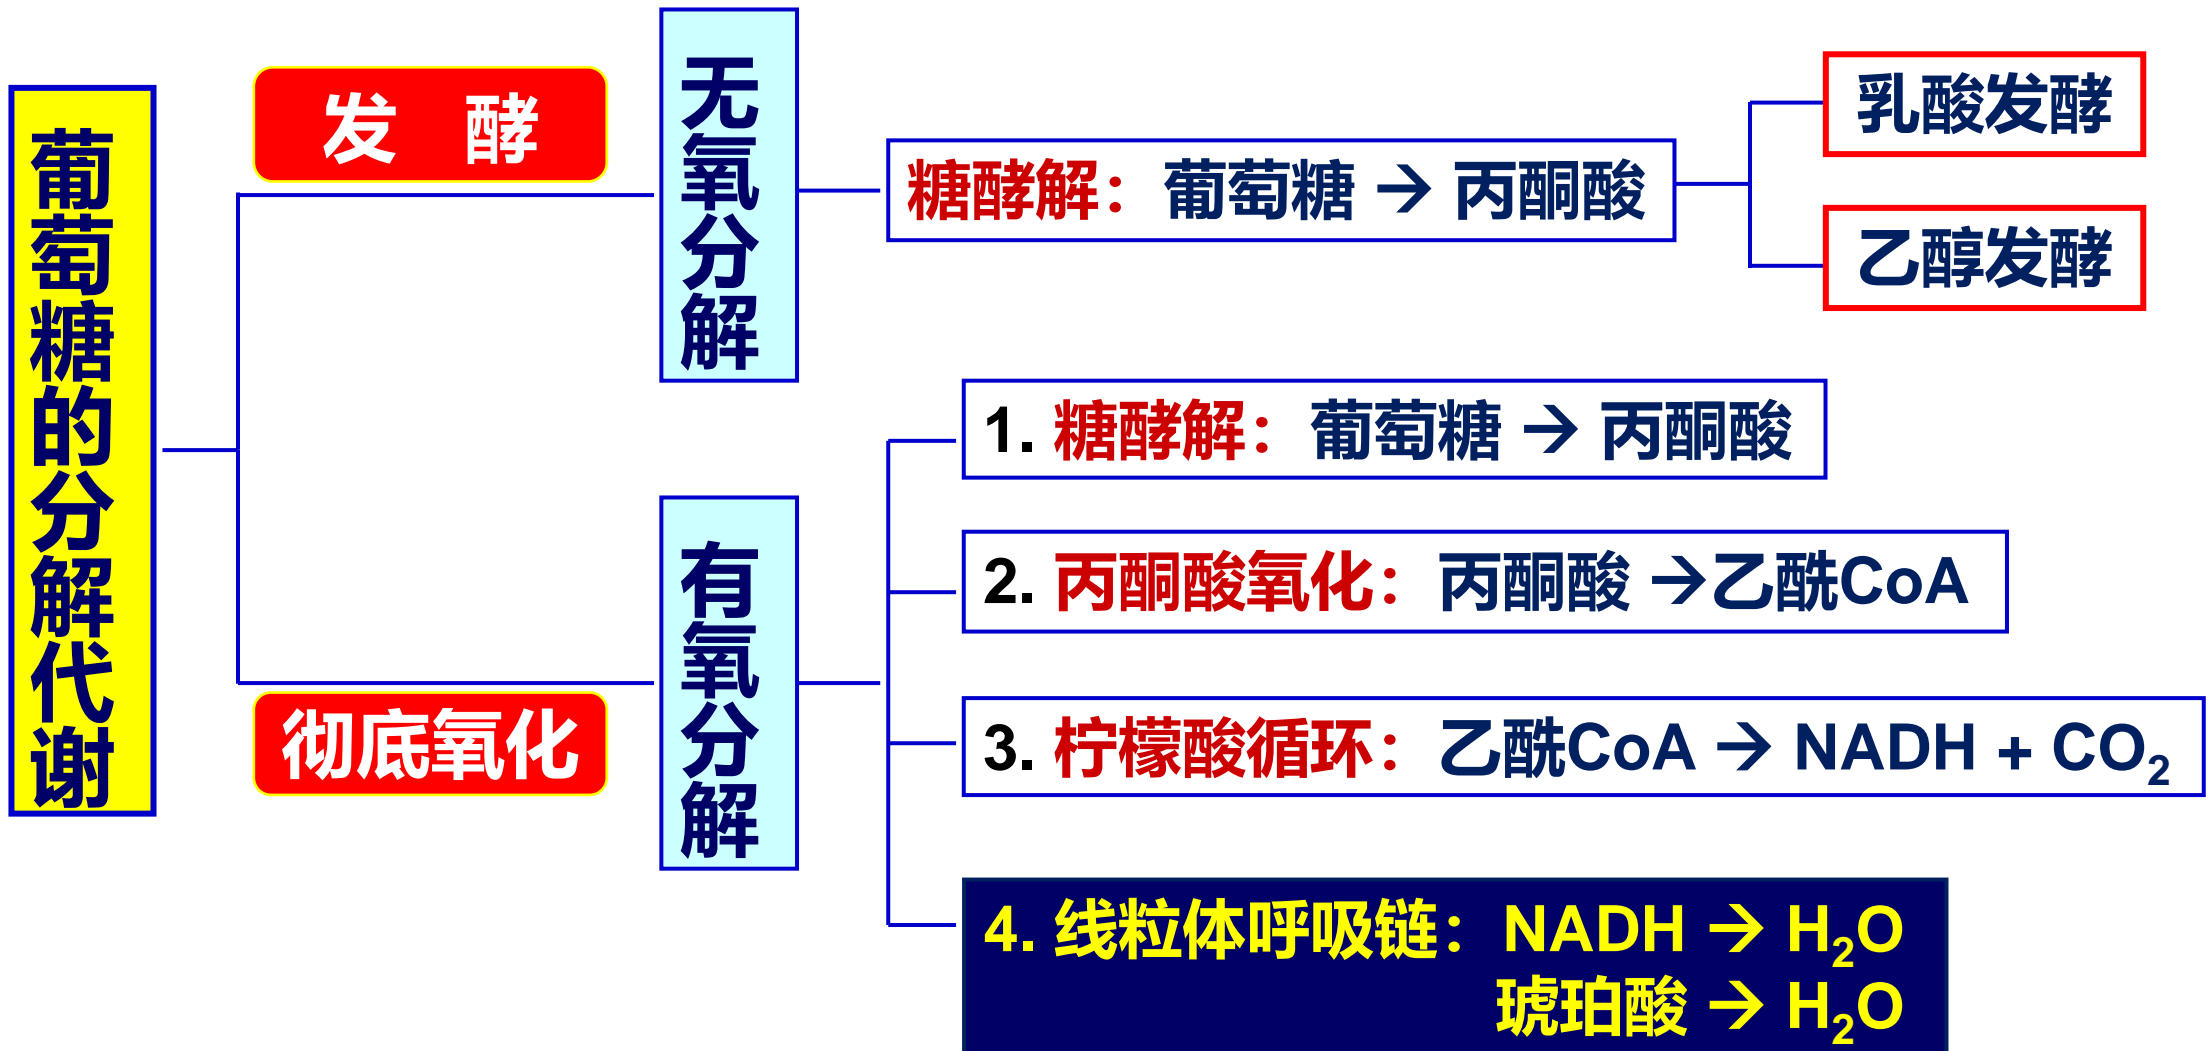 葡萄糖的分解代谢
发 酵
无氧分解
糖酵解：葡萄糖 → 丙酮酸
乳酸发酵
乙醇发酵
彻底氧化
有氧分解
1. 糖酵解：葡萄糖 → 丙酮酸
2. 丙酮酸氧化：丙酮酸 →乙酰CoA
3. 柠檬酸循环：乙酰CoA → NADH + CO₂
4. 线粒体呼吸链：NADH → H₂O
琥珀酸 → H₂O